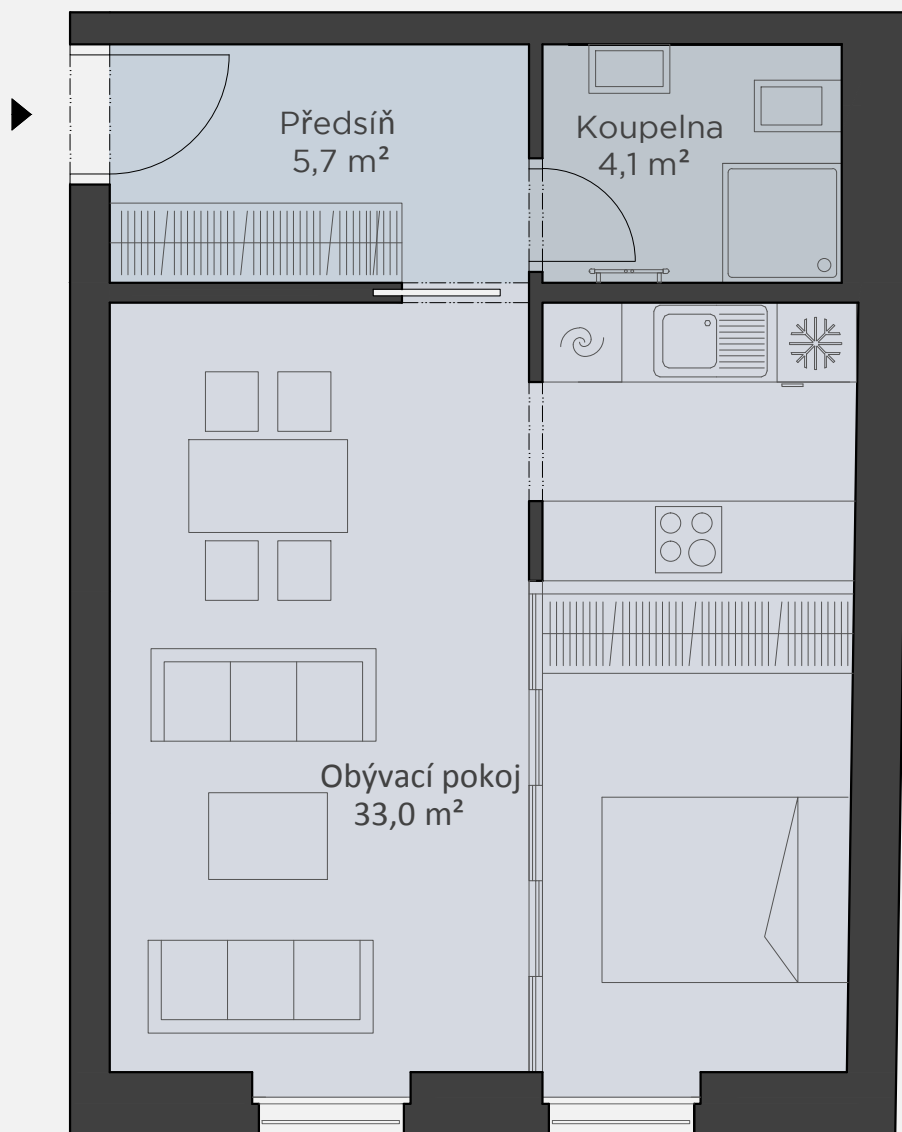 Předsíň
5,7 m²
Koupelna
4,1 m²
Obývací pokoj
33,0 m²